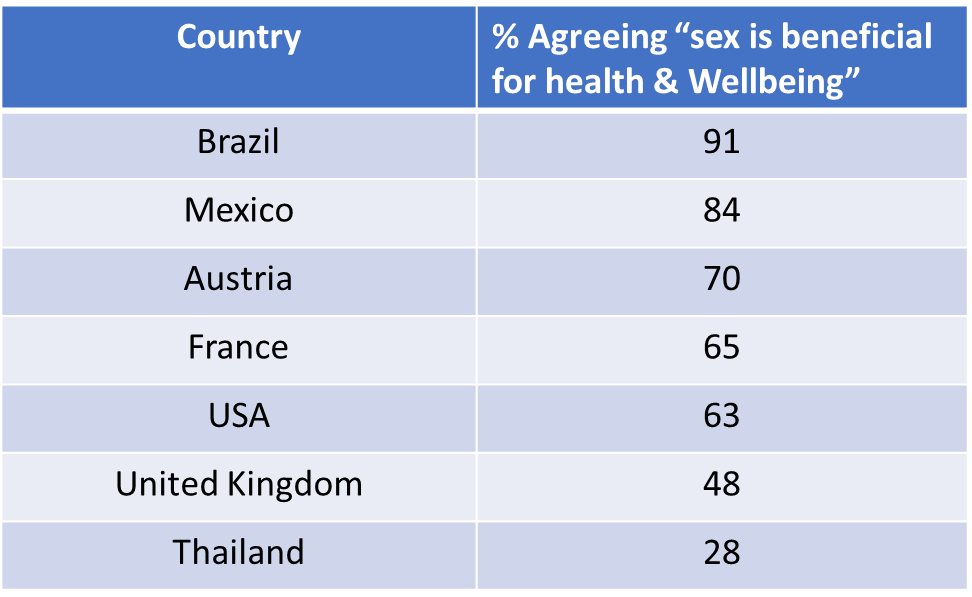 Country
% Agreeing “sex is beneficial
for health & Wellbeing”
Brazil 91
Mexico 84
Austria 70
France 65
USA 63
United Kingdom 48
Thailand 28